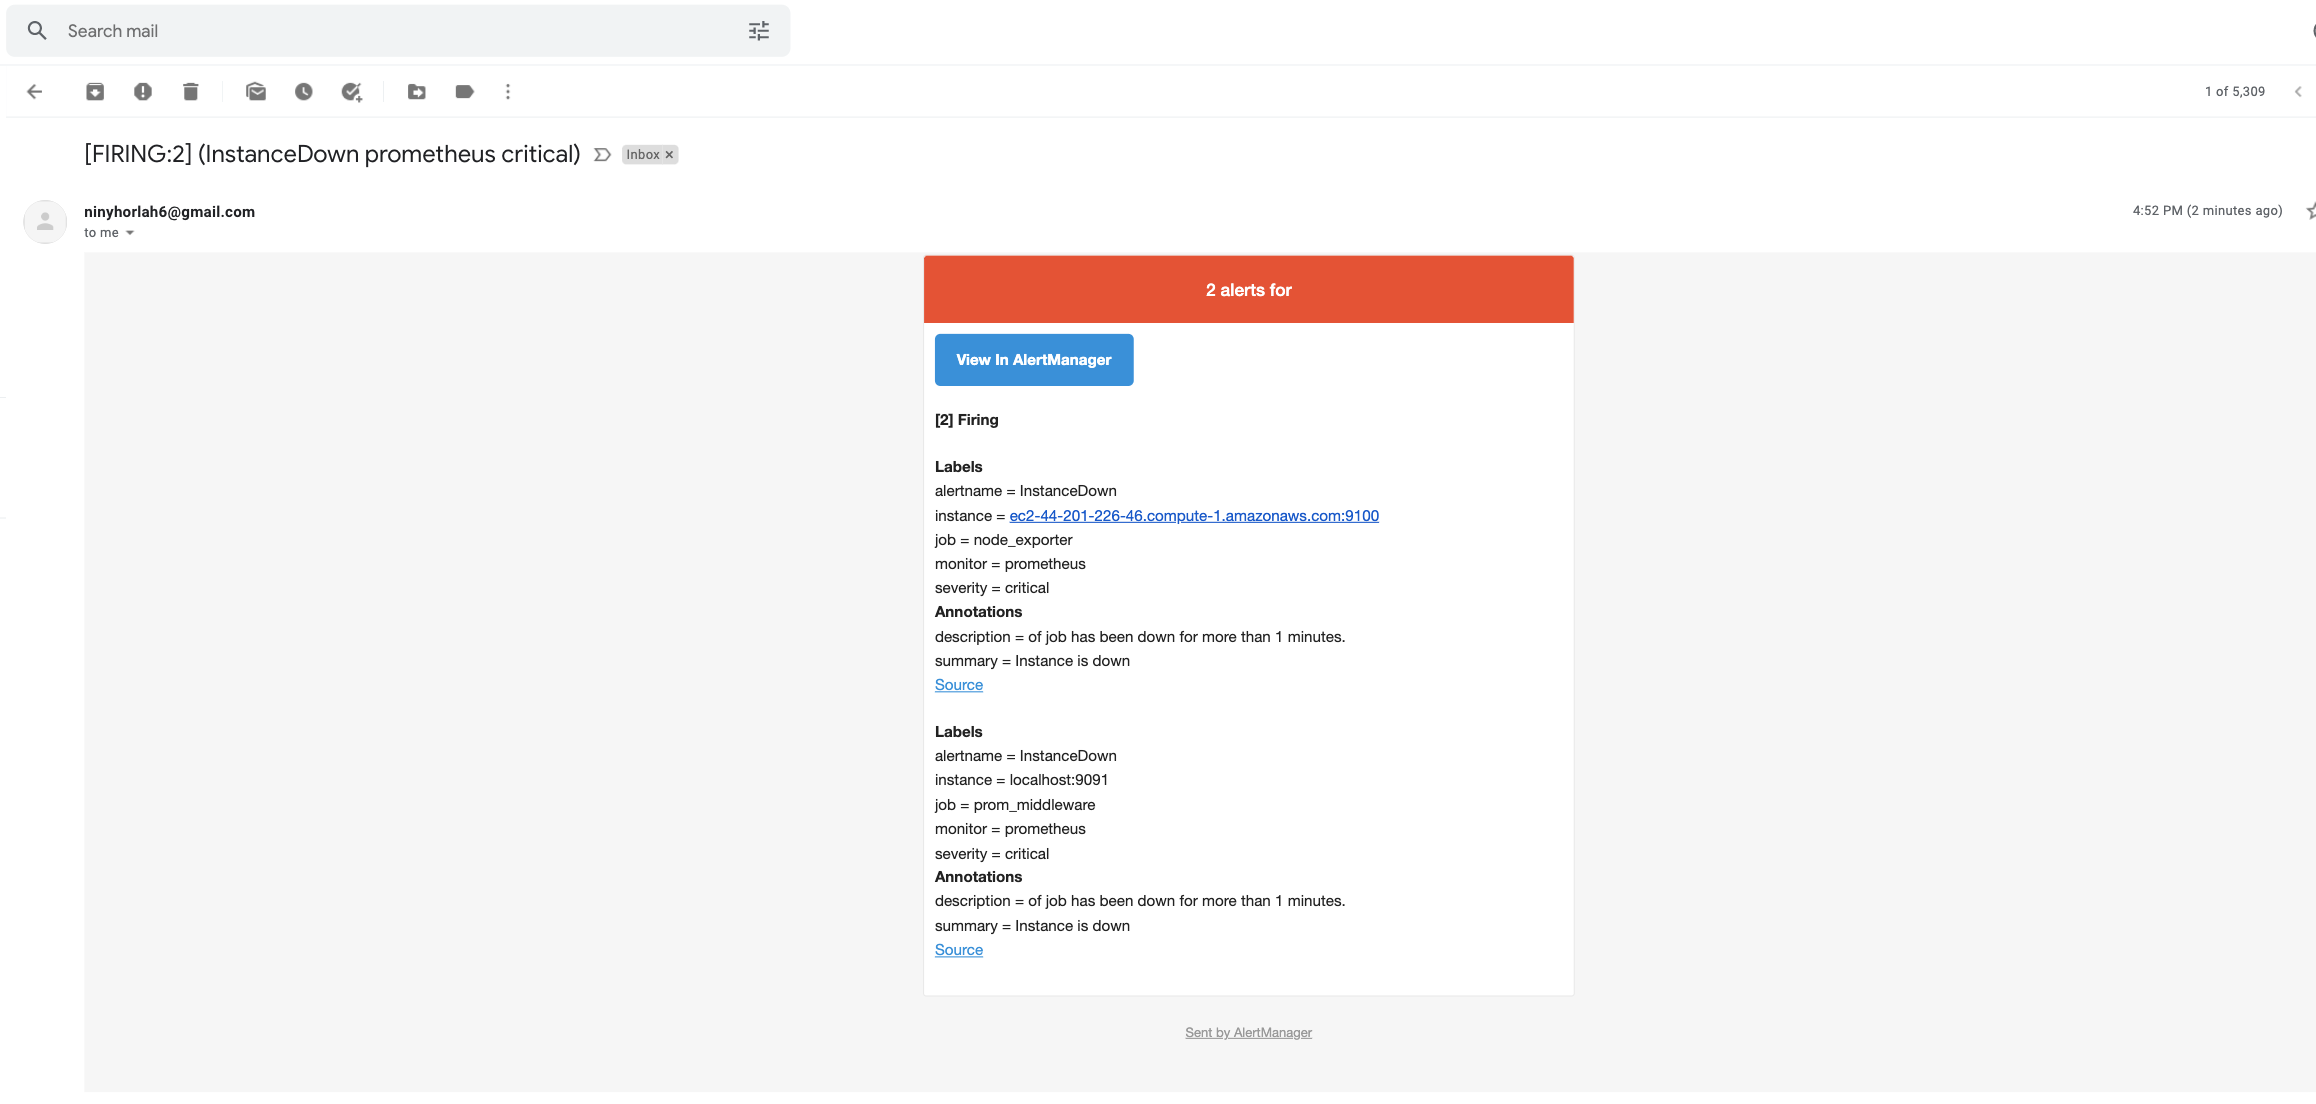 Search mail
1 of 5,309
[FIRING:2] (InstanceDown prometheus critical) Inbox ×
ninyhorlah6@gmail.com
4:52 PM (2 minutes ago)
to me
2 alerts for
View In AlertManager
[2] Firing
Labels
alertname = InstanceDown
instance = ec2-44-201-226-46.compute-1.amazonaws.com:9100
job = node_exporter
monitor = prometheus
severity = critical
Annotations
description = of job has been down for more than 1 minutes.
summary = Instance is down
Source
Labels
alertname = InstanceDown
instance = localhost:9091
job = prom_middleware
monitor = prometheus
severity = critical
Annotations
description = of job has been down for more than 1 minutes.
summary = Instance is down
Source
Sent by AlertManager